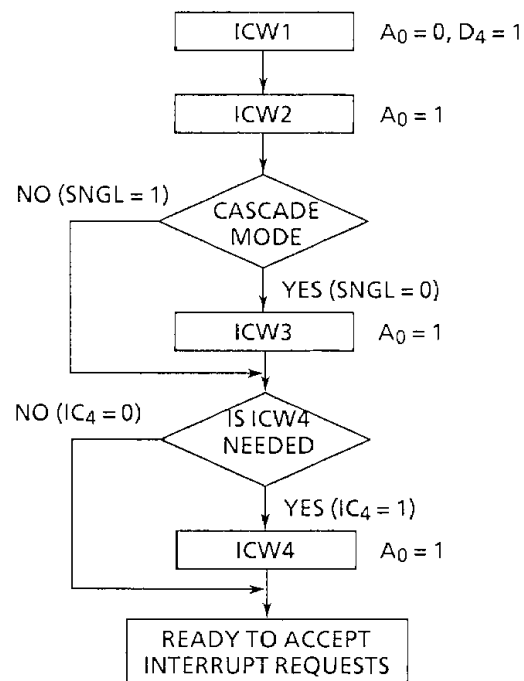 ICW1 A₀ = 0, D₄ = 1
ICW2 A₀ = 1
NO (SNGL = 1)
CASCADE
MODE
YES (SNGL = 0)
ICW3 A₀ = 1
NO (IC₄ = 0)
IS ICW4
NEEDED
YES (IC₄ = 1)
ICW4 A₀ = 1
READY TO ACCEPT
INTERRUPT REQUESTS